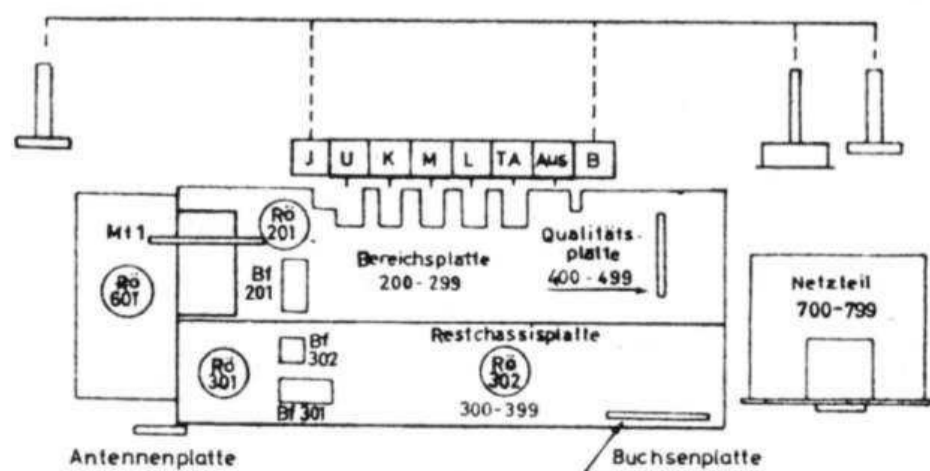 J U K M L TA Aus B
Mt1
Rö
201
Qualitäts-
platte
400-499
Bereichsplatte
200-299
Bf
201
Rö
601
Netzteil
700-799
Restchassisplatte
Bf
302
Rö
301
Rö
302
Bf 301
300-399
Antennenplatte
Buchsenplatte